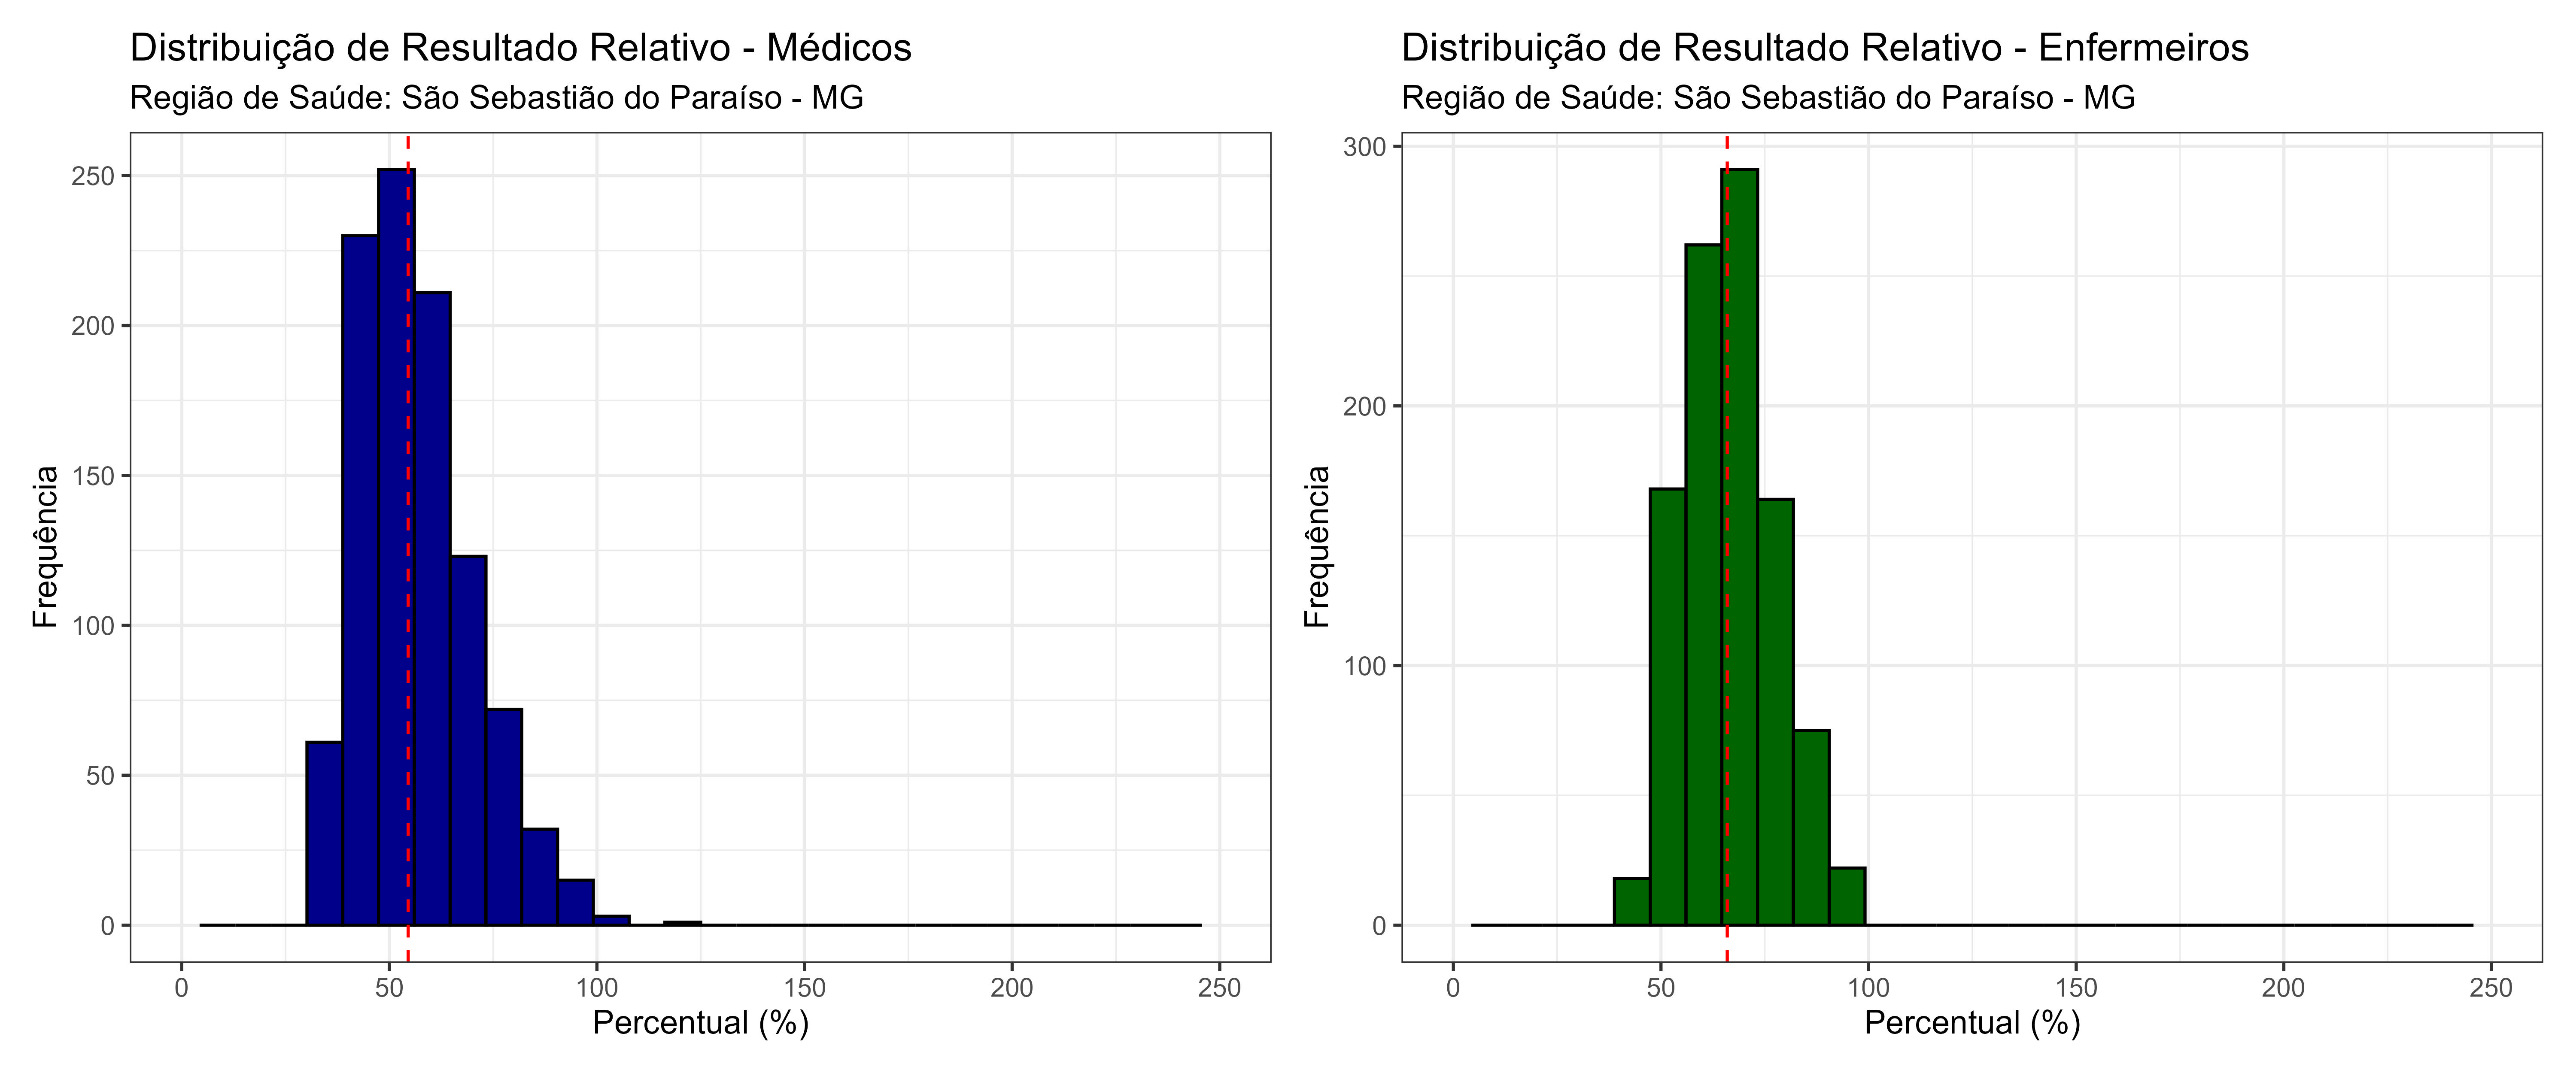 Distribuição de Resultado Relativo - Médicos
Região de Saúde: São Sebastião do Paraíso - MG
Frequência
250
200
150
100
50
0
0 50 100 150 200 250
Percentual (%)
Distribuição de Resultado Relativo - Enfermeiros
Região de Saúde: São Sebastião do Paraíso - MG
Frequência
300
200
100
0
0 50 100 150 200 250
Percentual (%)